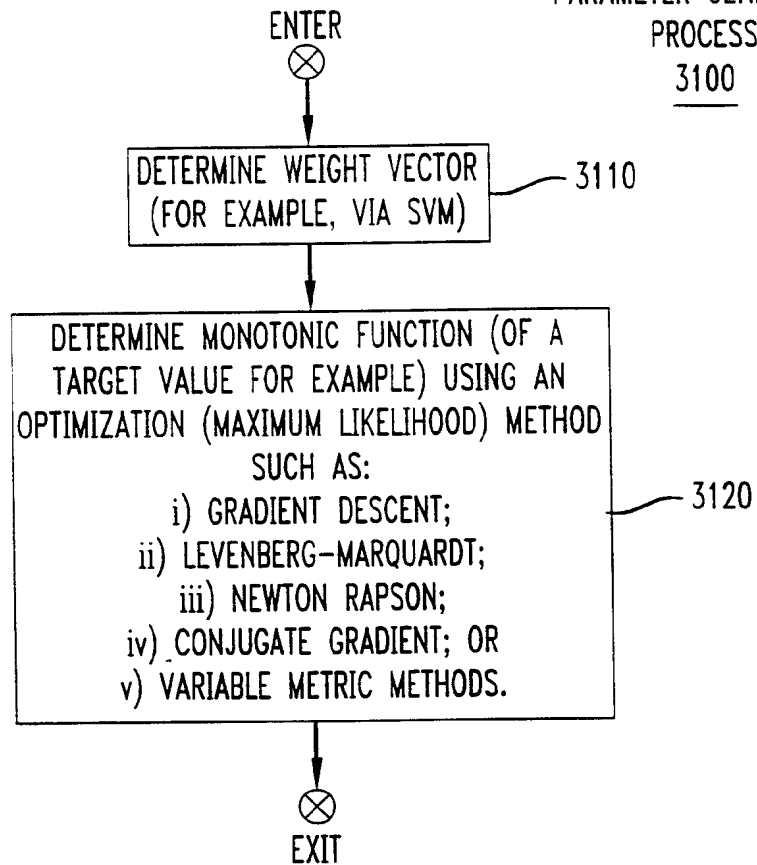 PARAMETER
PROCESS
3100
ENTER
DETERMINE WEIGHT VECTOR
(FOR EXAMPLE, VIA SVM)
3110
DETERMINE MONOTONIC FUNCTION (OF A
TARGET VALUE FOR EXAMPLE) USING AN
OPTIMIZATION (MAXIMUM LIKELIHOOD) METHOD
SUCH AS:
i) GRADIENT DESCENT;
ii) LEVENBERG-MARQUARDT;
iii) NEWTON RAPSON;
iv) CONJUGATE GRADIENT; OR
v) VARIABLE METRIC METHODS.
3120
EXIT